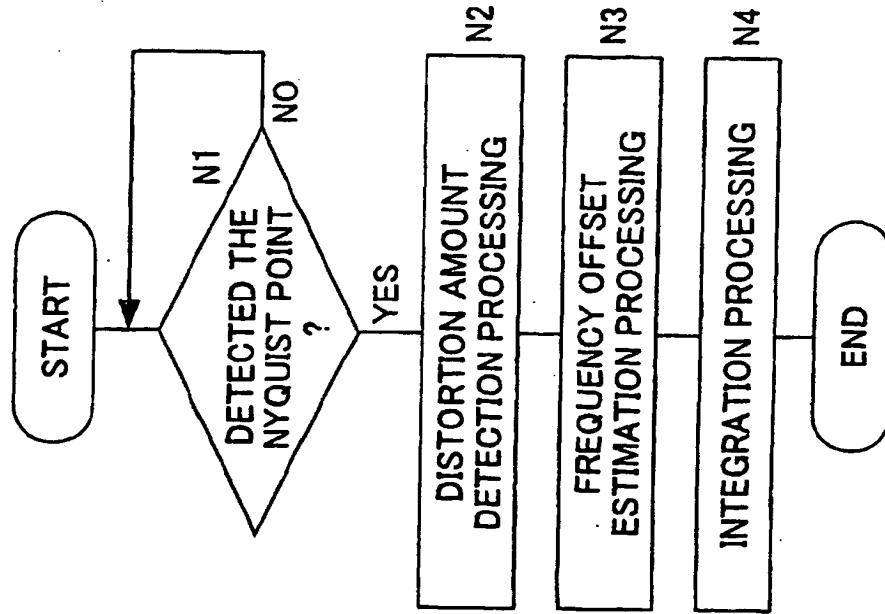 START
N1
DETECTED THE
NYQUIST POINT
?
NO
YES
N2
DISTORTION AMOUNT
DETECTION PROCESSING
N3
FREQUENCY OFFSET
ESTIMATION PROCESSING
N4
INTEGRATION PROCESSING
END